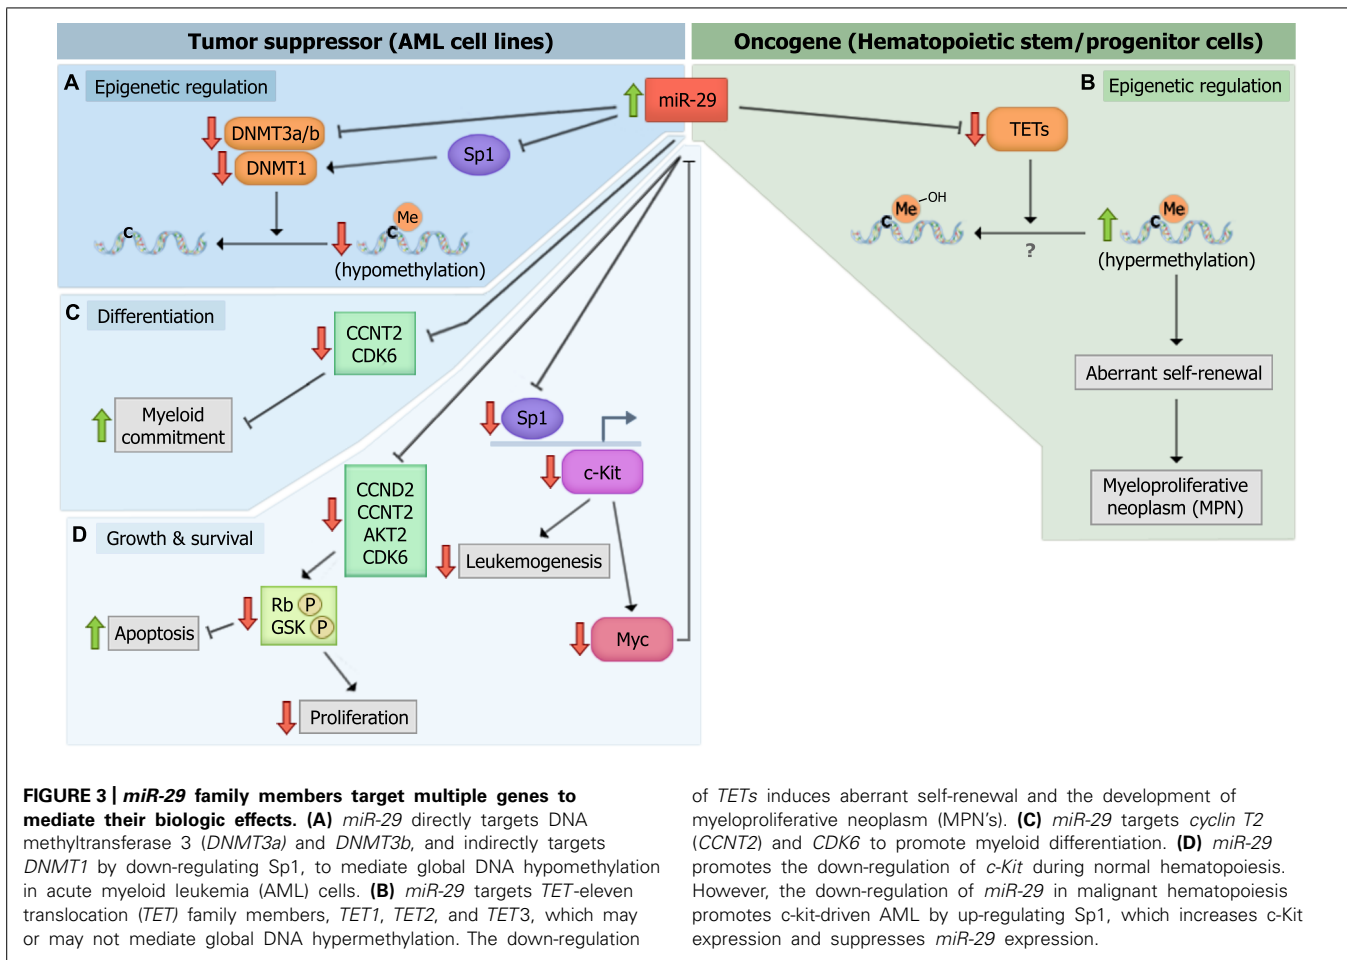 Tumor suppressor (AML cell lines)
Oncogene (Hematopoietic stem/progenitor cells)
A
Epigenetic regulation
miR-29
DNMT3a/b
DNMT1
Sp1
C
C
Me
(hypomethylation)
B
Epigenetic regulation
TETs
C
Me
-OH
?
C
Me
(hypermethylation)
Aberrant self-renewal
Myeloproliferative
neoplasm (MPN)
C
Differentiation
CCNT2
CDK6
Myeloid
commitment
D
Growth & survival
CCND2
CCNT2
AKT2
CDK6
Rb P
GSK P
Apoptosis
Proliferation
Sp1
c-Kit
Leukemogenesis
Myc
FIGURE 3 | miR-29 family members target multiple genes to
mediate their biologic effects. (A) miR-29 directly targets DNA
methyltransferase 3 (DNMT3a) and DNMT3b, and indirectly targets
DNMT1 by down-regulating Sp1, to mediate global DNA hypomethylation
in acute myeloid leukemia (AML) cells. (B) miR-29 targets TET-eleven
translocation (TET) family members, TET1, TET2, and TET3, which may
or may not mediate global DNA hypermethylation. The down-regulation
of TETs induces aberrant self-renewal and the development of
myeloproliferative neoplasm (MPN's). (C) miR-29 targets cyclin T2
(CCNT2) and CDK6 to promote myeloid differentiation. (D) miR-29
promotes the down-regulation of c-Kit during normal hematopoiesis.
However, the down-regulation of miR-29 in malignant hematopoiesis
promotes c-kit-driven AML by up-regulating Sp1, which increases c-Kit
expression and suppresses miR-29 expression.